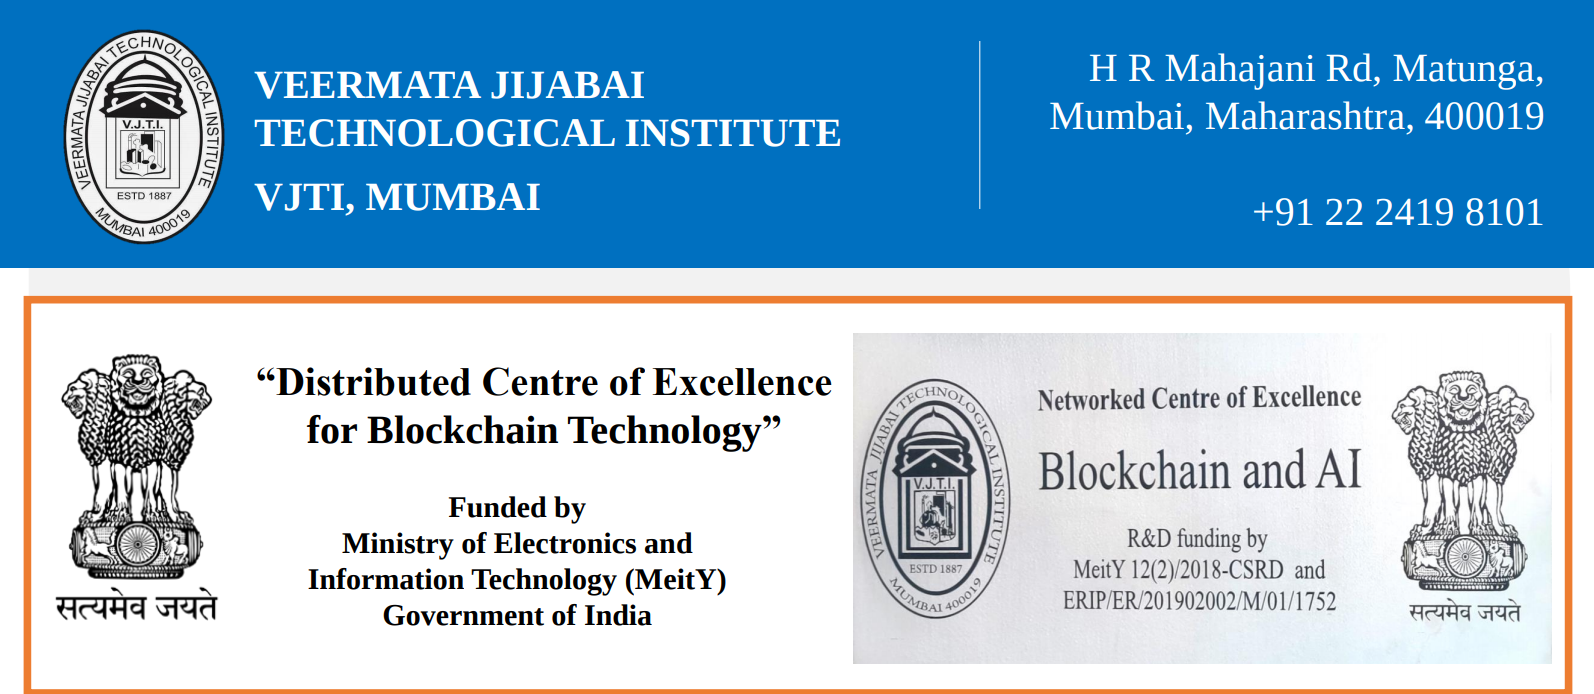 VEERMATA JIJABAI TECHNOLOGICAL INSTITUTE
V.J.T.I.
ESTD 1887
MUMBAI 400019
VEERMATA JIJABAI
TECHNOLOGICAL INSTITUTE
VJTI, MUMBAI
H R Mahajani Rd, Matunga,
Mumbai, Maharashtra, 400019
+91 22 2419 8101
सत्यमेव जयते
“Distributed Centre of Excellence
for Blockchain Technology”
Funded by
Ministry of Electronics and
Information Technology (MeitY)
Government of India
VEERMATA JIJABAI TECHNOLOGICAL INSTITUTE
V.J.T.I.
ESTD 1887
MUMBAI 400019
Networked Centre of Excellence
Blockchain and AI
R&D funding by
MeitY 12(2)/2018-CSRD and
ERIP/ER/201902002/M/01/1752
सत्यमेव जयते